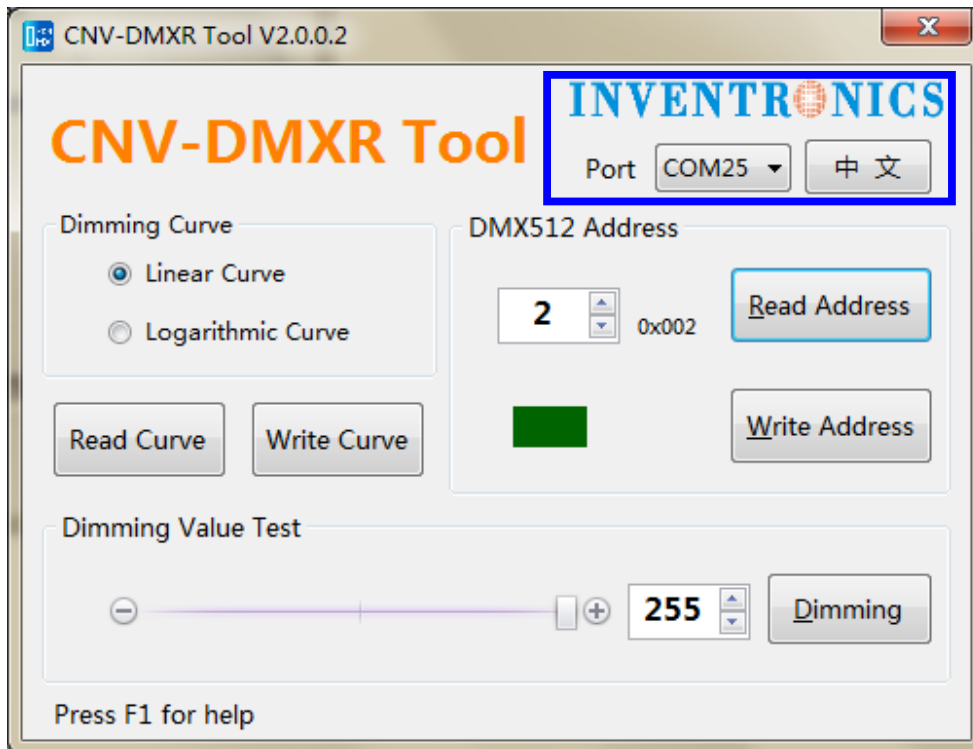 CNV-DMXR Tool V2.0.0.2
INVENTRONICS
CNV-DMXR Tool
Port COM25 中 文
Dimming Curve
Linear Curve
Logarithmic Curve
Read Curve Write Curve
DMX512 Address
2 0x002 Read Address
Write Address
Dimming Value Test
255 Dimming
Press F1 for help